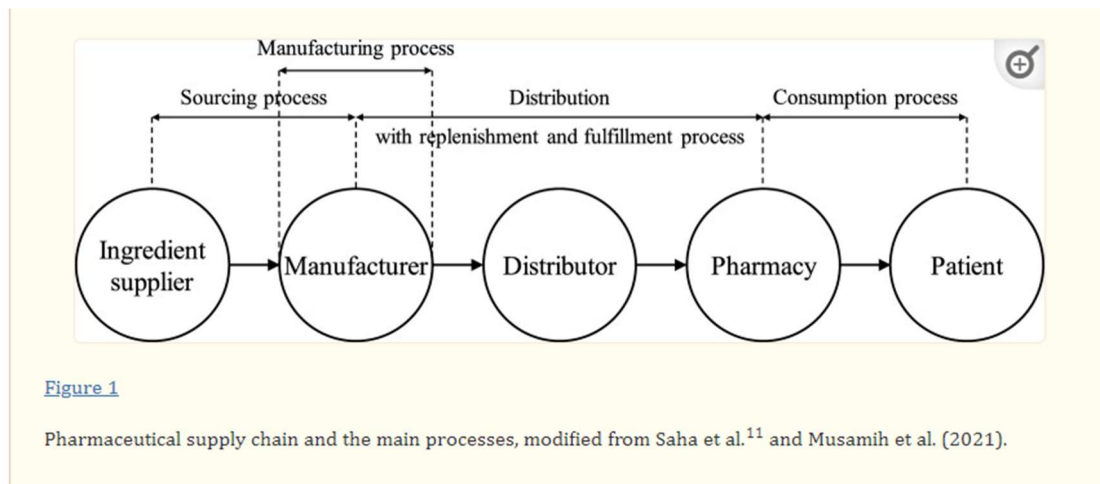 Manufacturing process
Sourcing process
Distribution
Consumption process
with replenishment and fulfillment process
Ingredient
supplier
Manufacturer
Distributor
Pharmacy
Patient
Figure 1
Pharmaceutical supply chain and the main processes, modified from Saha et al.11 and Musamih et al. (2021).